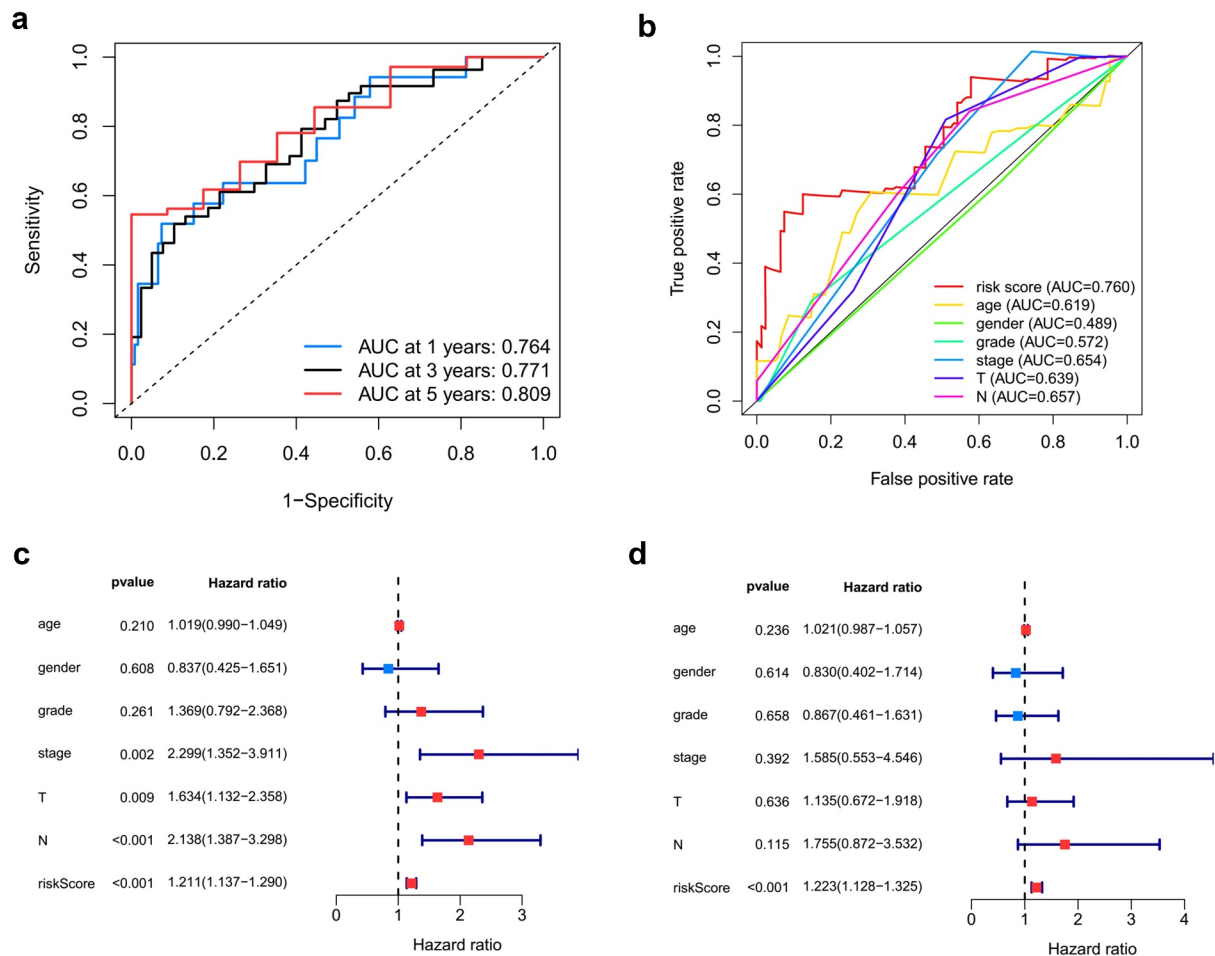 a
Sensitivity
1.0
0.8
0.6
0.4
0.2
0.0
AUC at 1 years: 0.764
AUC at 3 years: 0.771
AUC at 5 years: 0.809
0.0 0.2 0.4 0.6 0.8 1.0
1−Specificity
b
True positive rate
1.0
0.8
0.6
0.4
0.2
0.0
risk score (AUC=0.760)
age (AUC=0.619)
gender (AUC=0.489)
grade (AUC=0.572)
stage (AUC=0.654)
T (AUC=0.639)
N (AUC=0.657)
0.0 0.2 0.4 0.6 0.8 1.0
False positive rate
c
pvalue Hazard ratio
age 0.210 1.019(0.990−1.049)
gender 0.608 0.837(0.425−1.651)
grade 0.261 1.369(0.792−2.368)
stage 0.002 2.299(1.352−3.911)
T 0.009 1.634(1.132−2.358)
N <0.001 2.138(1.387−3.298)
riskScore <0.001 1.211(1.137−1.290)
0 1 2 3
Hazard ratio
d
pvalue Hazard ratio
age 0.236 1.021(0.987−1.057)
gender 0.614 0.830(0.402−1.714)
grade 0.658 0.867(0.461−1.631)
stage 0.392 1.585(0.553−4.546)
T 0.636 1.135(0.672−1.918)
N 0.115 1.755(0.872−3.532)
riskScore <0.001 1.223(1.128−1.325)
0 1 2 3 4
Hazard ratio